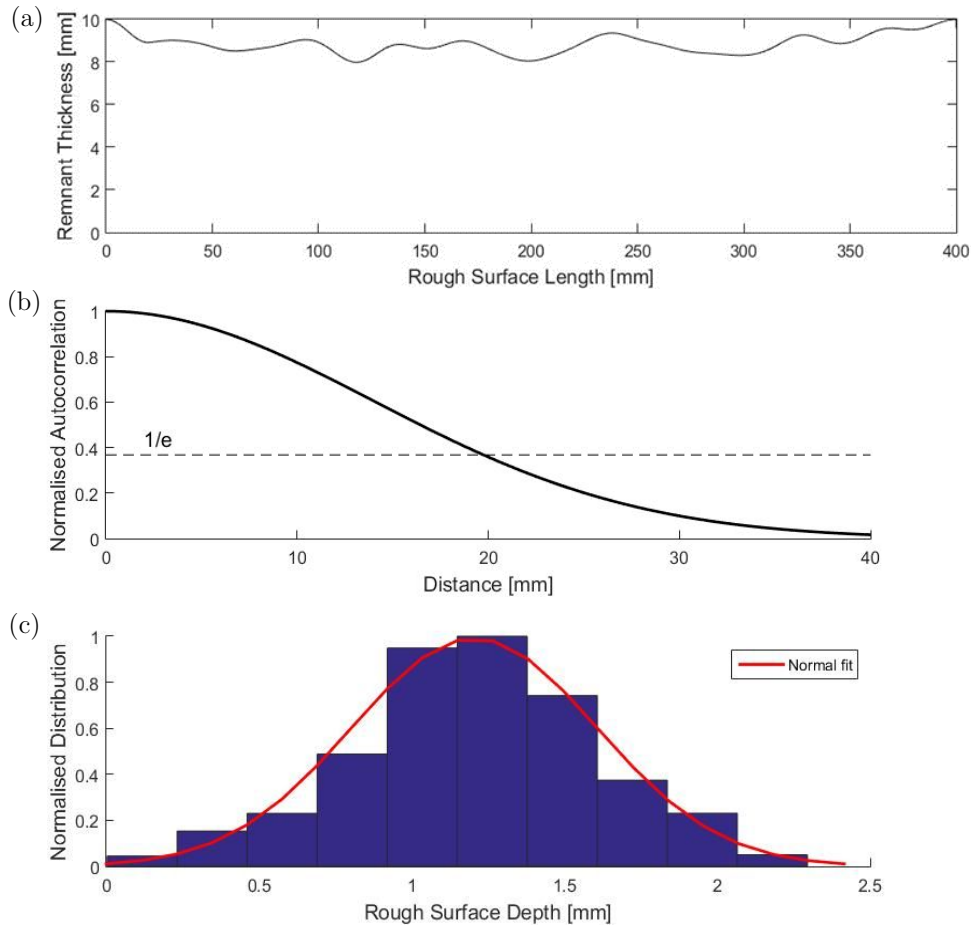 (a)
Remnant Thickness [mm]
10
8
6
4
2
0
0 50 100 150 200 250 300 350 400
Rough Surface Length [mm]
(b)
Normalised Autocorrelation
1
0.8
0.6
0.4
0.2
0
1/e
0 10 20 30 40
Distance [mm]
(c)
Normalised Distribution
1
0.8
0.6
0.4
0.2
0
Normal fit
0 0.5 1 1.5 2 2.5
Rough Surface Depth [mm]